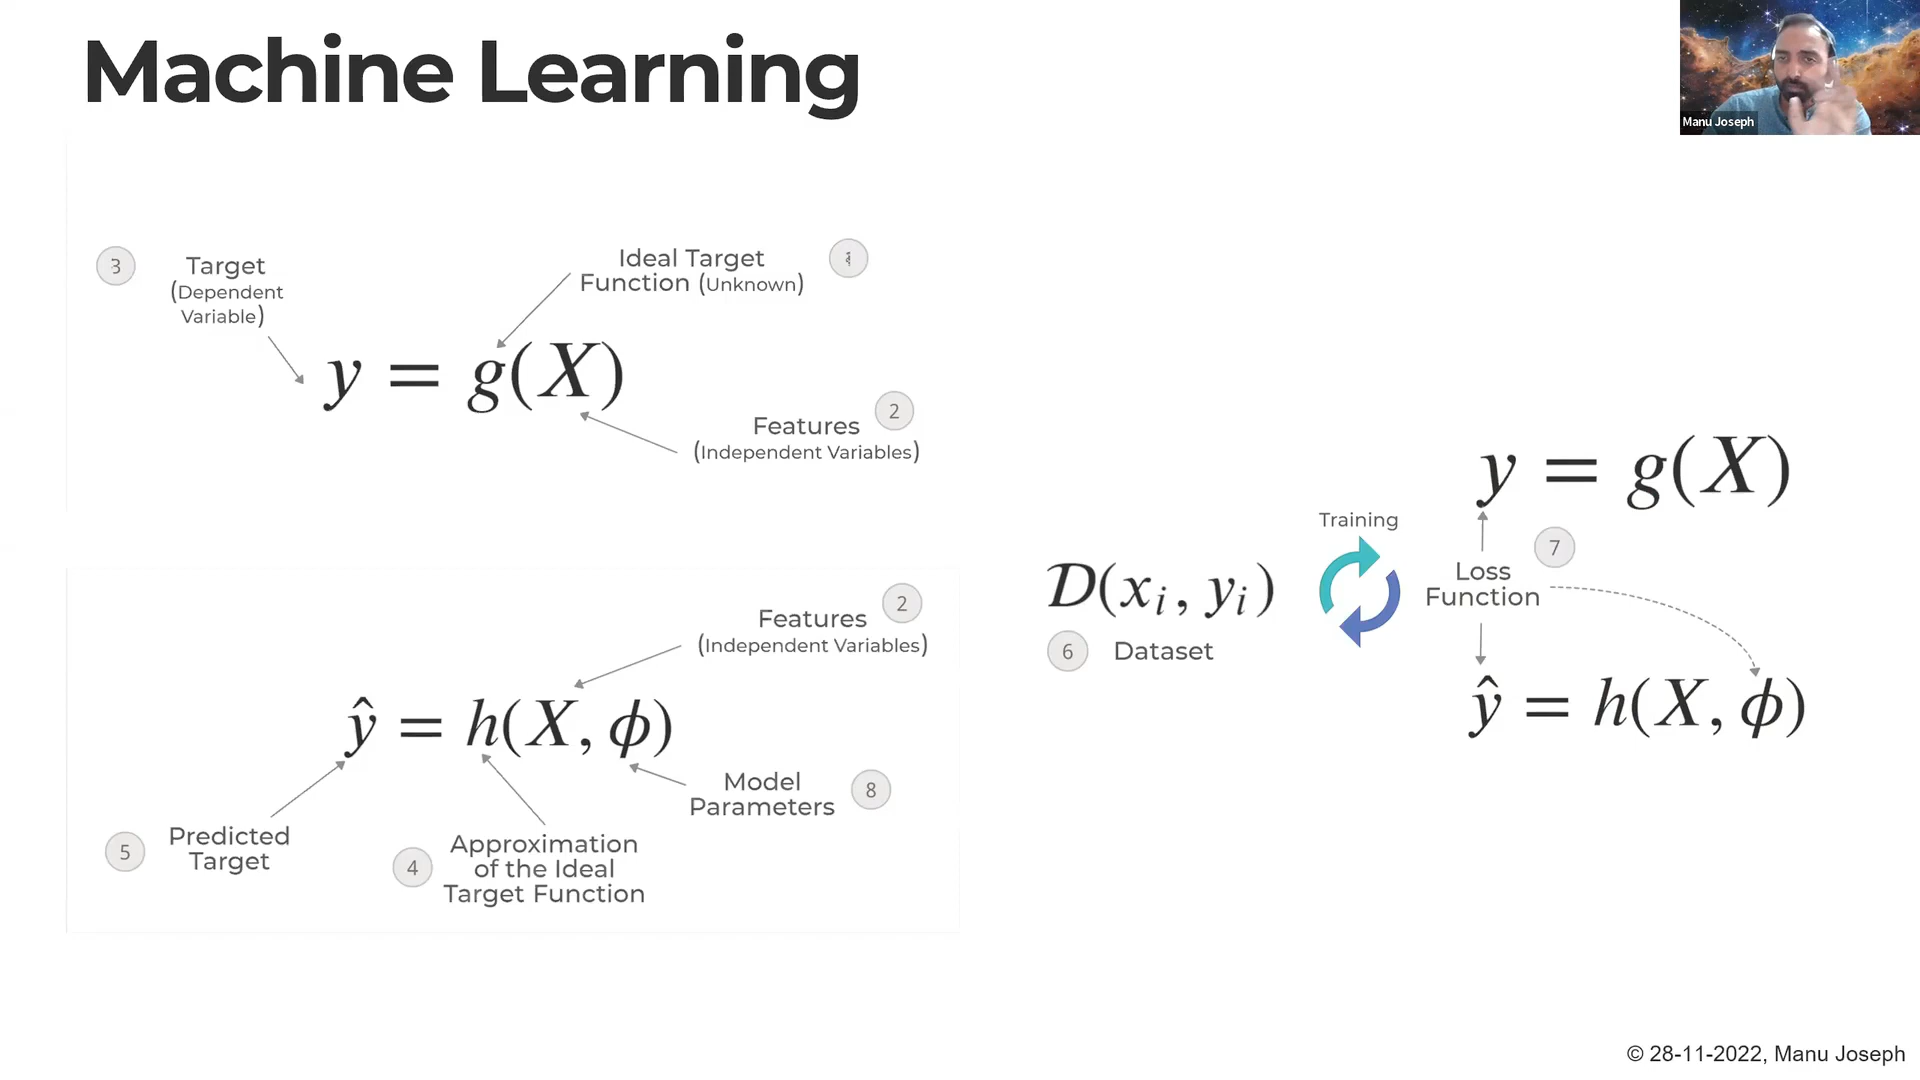 Machine Learning
Manu Joseph
3
Target
(Dependent
Variable)
Ideal Target
Function (Unknown)
y = g(X)
2
Features
(Independent Variables)
2
Features
(Independent Variables)
ŷ = h(X, ϕ)
Model
Parameters
8
5
Predicted
Target
4
Approximation
of the Ideal
Target Function
y = g(X)
Training
7
D(xᵢ, yᵢ)
Loss
Function
6
Dataset
ŷ = h(X, ϕ)
© 28-11-2022, Manu Joseph